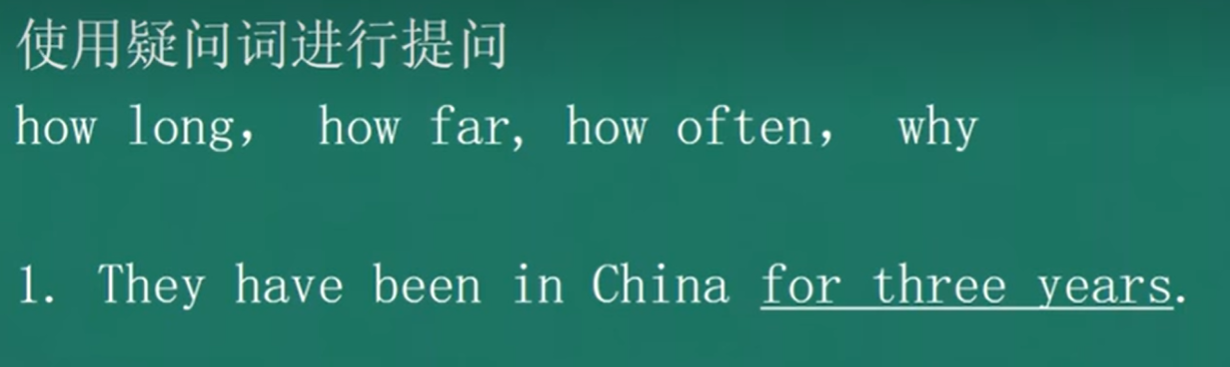 使用疑问词进行提问
how long， how far, how often， why
1. They have been in China for three years.